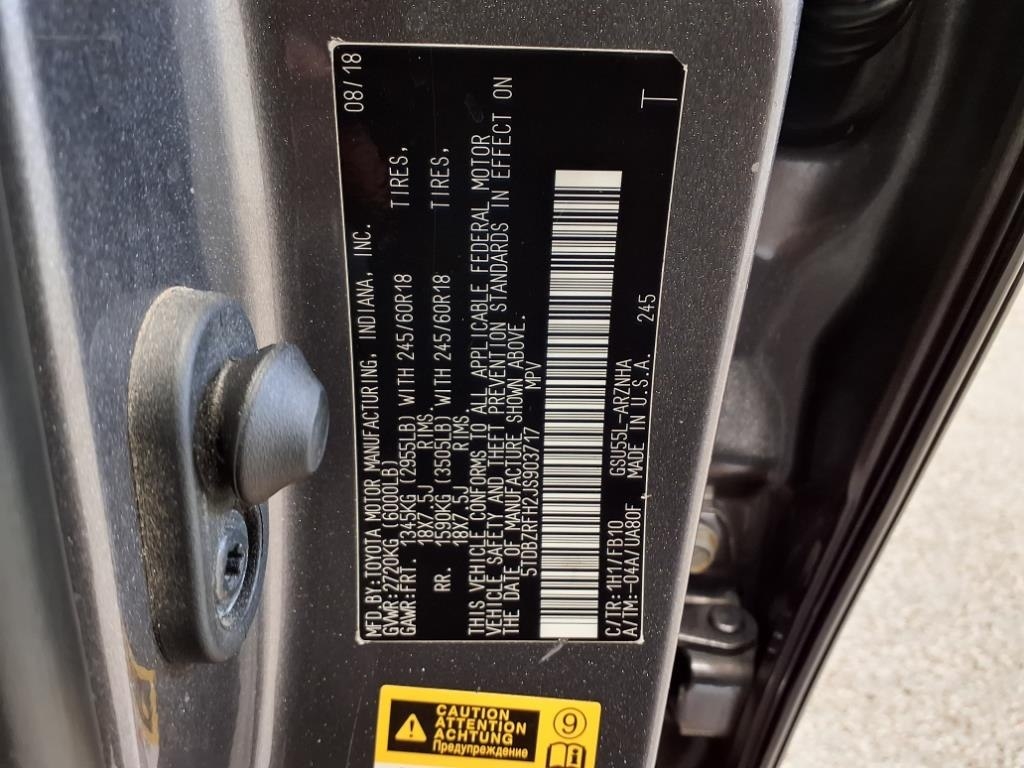 MFD.BY:TOYOTA MOTOR MANUFACTURING, INDIANA, INC. 08/18
GVWR:2720KG (6000LB)
GAWR:FRT. 1345KG (2955LB) WITH 245/60R18 TIRES,
18X7.5J RIMS.
RR. 1590KG (3505LB) WITH 245/60R18 TIRES,
18X7.5J RIMS
THIS VEHICLE CONFORMS TO ALL APPLICABLE FEDERAL MOTOR
VEHICLE SAFETY AND THEFT PREVENTION STANDARDS IN EFFECT ON
THE DATE OF MANUFACTURE SHOWN ABOVE.
5TDBZRFH2JS903717 MPV
C/TR:1H1/FB10 GSU55L-ARZNHA
A/TM:-04A1/UA80F MADE IN U.S.A. 245
T
CAUTION
ATTENTION
ACHTUNG
Предупреждение
9